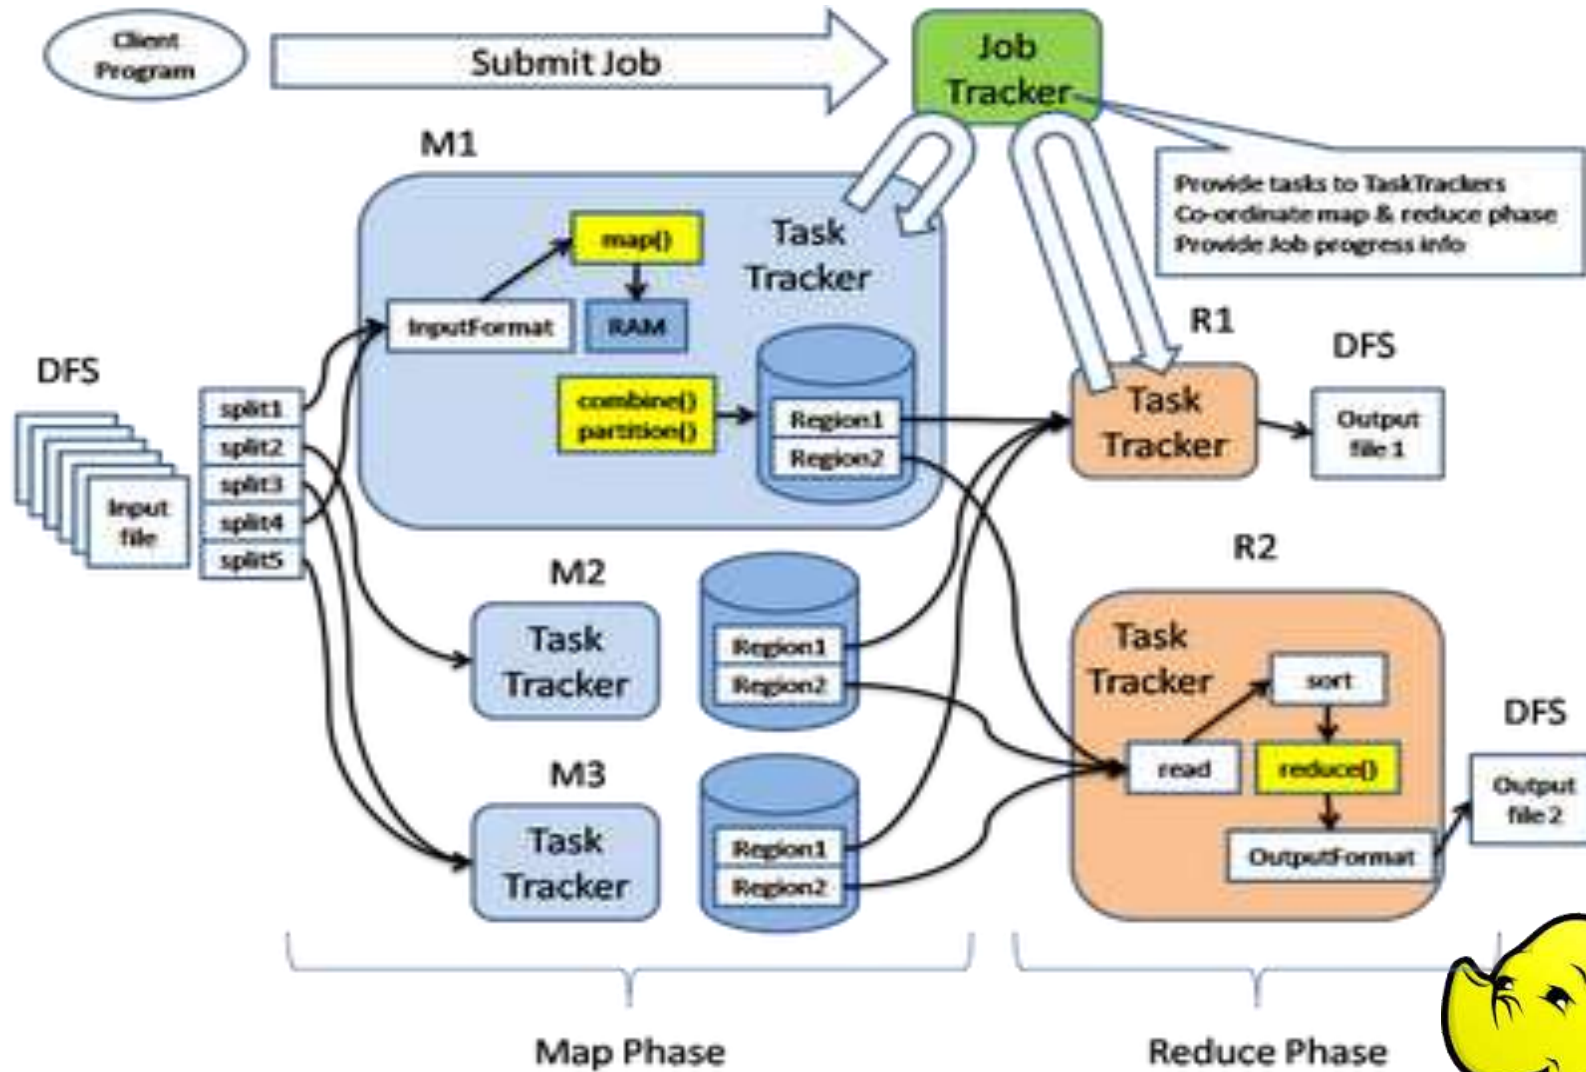 Client
Program
Submit Job
Job
Tracker
Provide tasks to TaskTrackers
Co-ordinate map & reduce phase
Provide Job progress info
M1
map()
Task
Tracker
InputFormat
RAM
combine()
partition()
Region1
Region2
DFS
Input
file
split1
split2
split3
split4
split5
M2
Task
Tracker
Region1
Region2
M3
Task
Tracker
Region1
Region2
R1
Task
Tracker
DFS
Output
file 1
R2
Task
Tracker
sort
read
reduce()
OutputFormat
DFS
Output
file 2
Map Phase
Reduce Phase